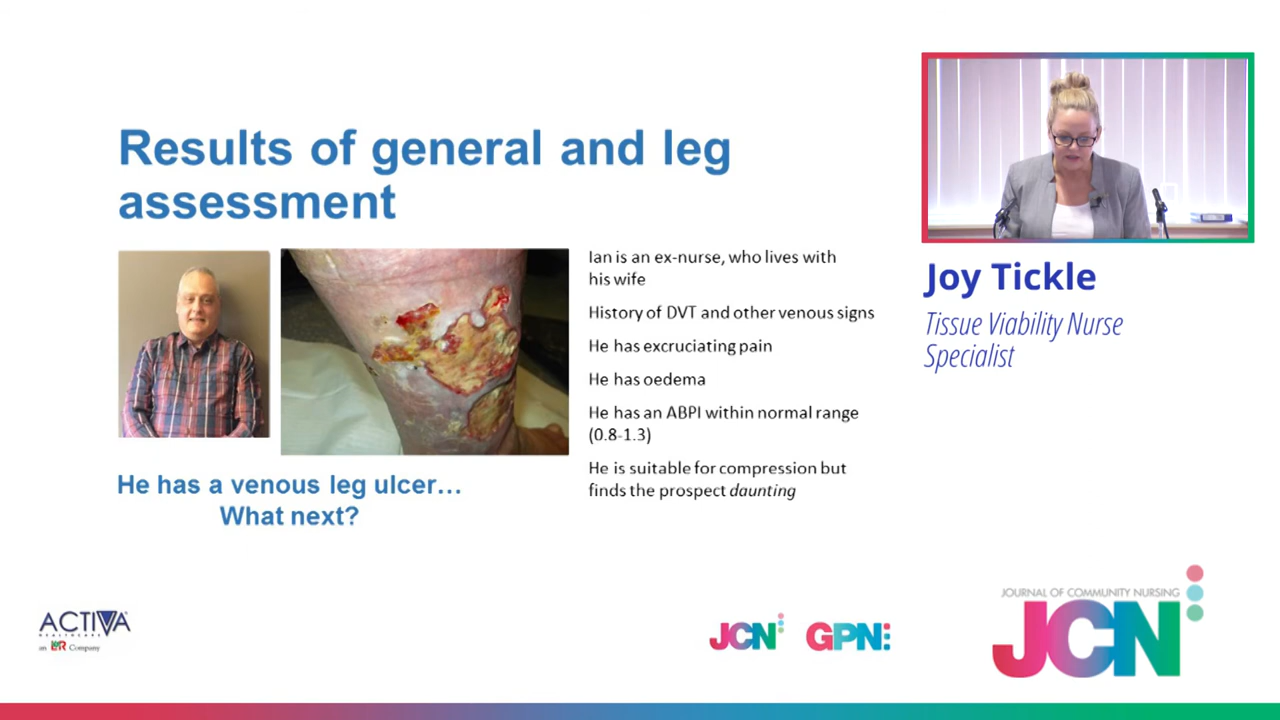 Results of general and leg
assessment
Ian is an ex-nurse, who lives with
his wife
History of DVT and other venous signs
He has excruciating pain
He has oedema
He has an ABPI within normal range
(0.8-1.3)
He is suitable for compression but
finds the prospect daunting
He has a venous leg ulcer...
What next?
Joy Tickle
Tissue Viability Nurse
Specialist
ACTIVA
HEALTHCARE
an L&R Company
JCN
GPN
JOURNAL OF COMMUNITY NURSING
JCN